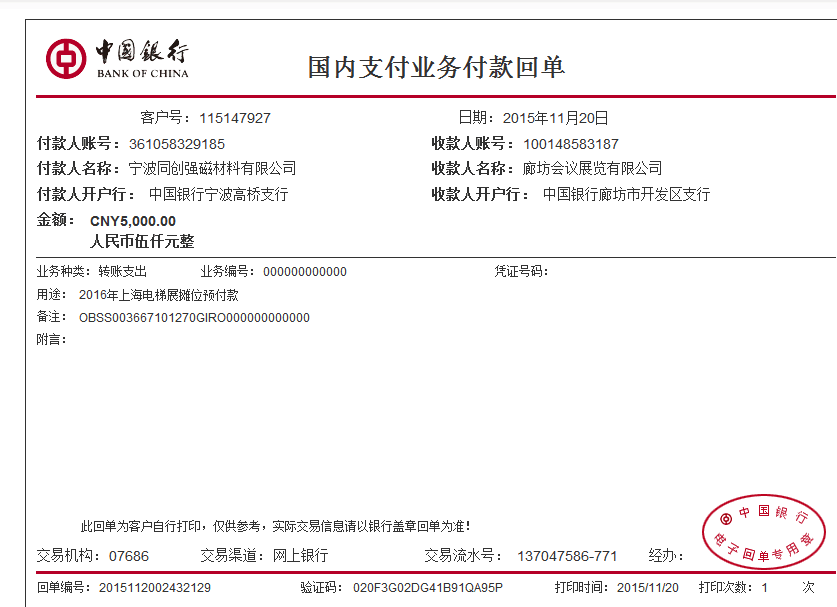 中国银行
BANK OF CHINA
国内支付业务付款回单
客户号：115147927 日期：2015年11月20日
付款人账号：361058329185 收款人账号：100148583187
付款人名称：宁波同创强磁材料有限公司 收款人名称：廊坊会议展览有限公司
付款人开户行：中国银行宁波高桥支行 收款人开户行：中国银行廊坊市开发区支行
金额：CNY5,000.00
人民币伍仟元整
业务种类：转账支出 业务编号：000000000000 凭证号码：
用途：2016年上海电梯展摊位预付款
备注：OBSS003667101270GIRO000000000000
附言：
此回单为客户自行打印，仅供参考，实际交易信息请以银行盖章回单为准！
中国银行
电子回单专用章
交易机构：07686 交易渠道：网上银行 交易流水号：137047586-771 经办：
回单编号：2015112002432129 验证码：020F3G02DG41B91QA95P 打印时间：2015/11/20 打印次数：1 次